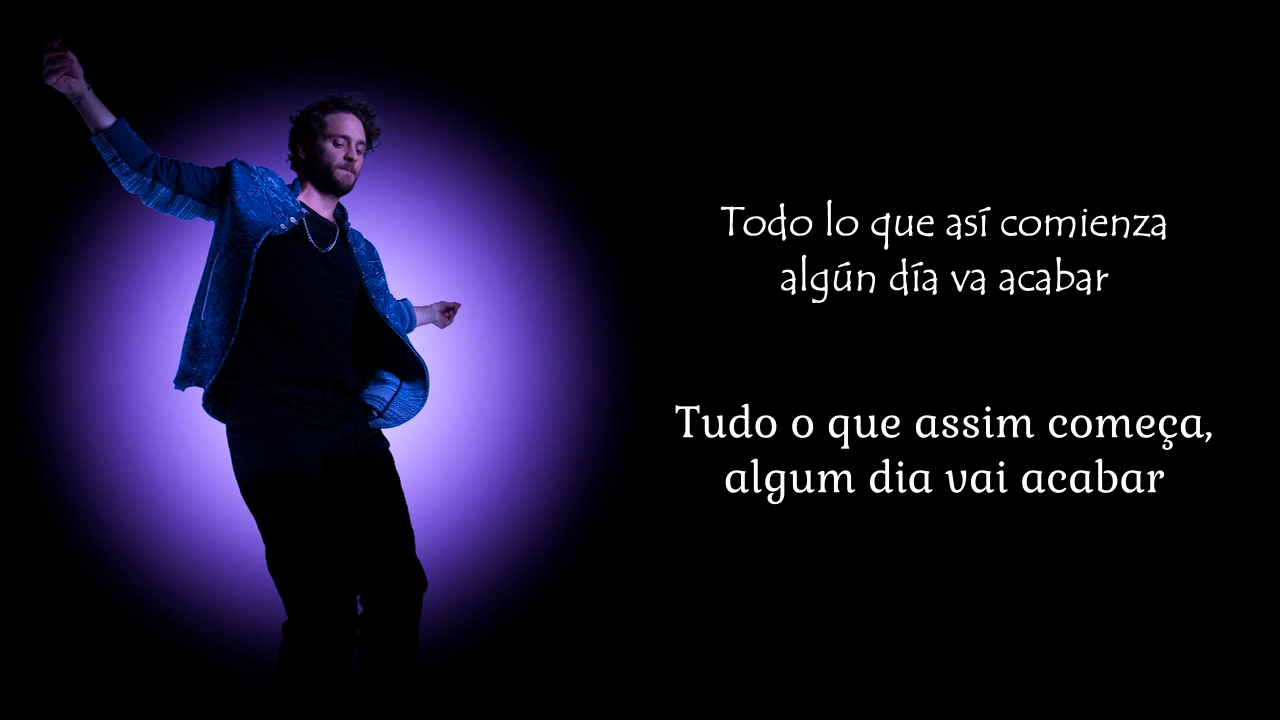 Todo lo que así comienza
algún día va acabar
Tudo o que assim começa,
algum dia vai acabar